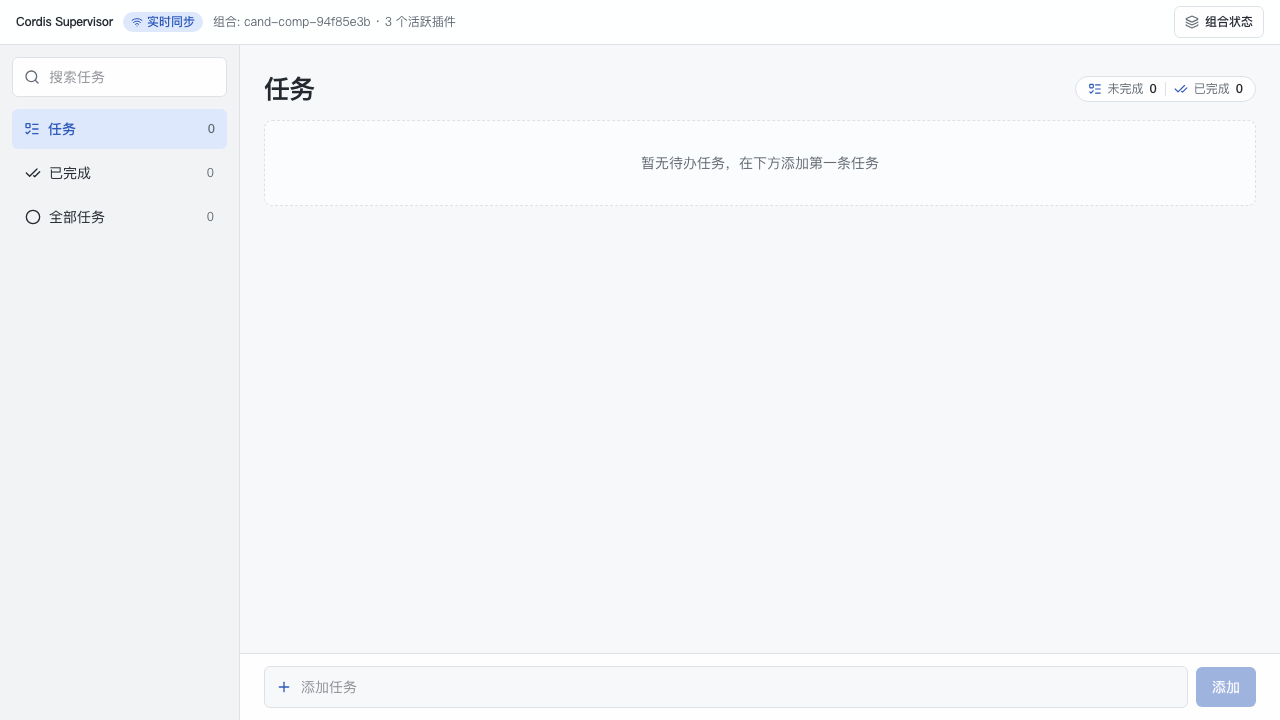 Cordis Supervisor 实时同步 组合: cand-comp-94f85e3b · 3 个活跃插件 组合状态
搜索任务
任务 0
已完成 0
全部任务 0
任务
未完成 0 已完成 0
暂无待办任务，在下方添加第一条任务
添加任务 添加